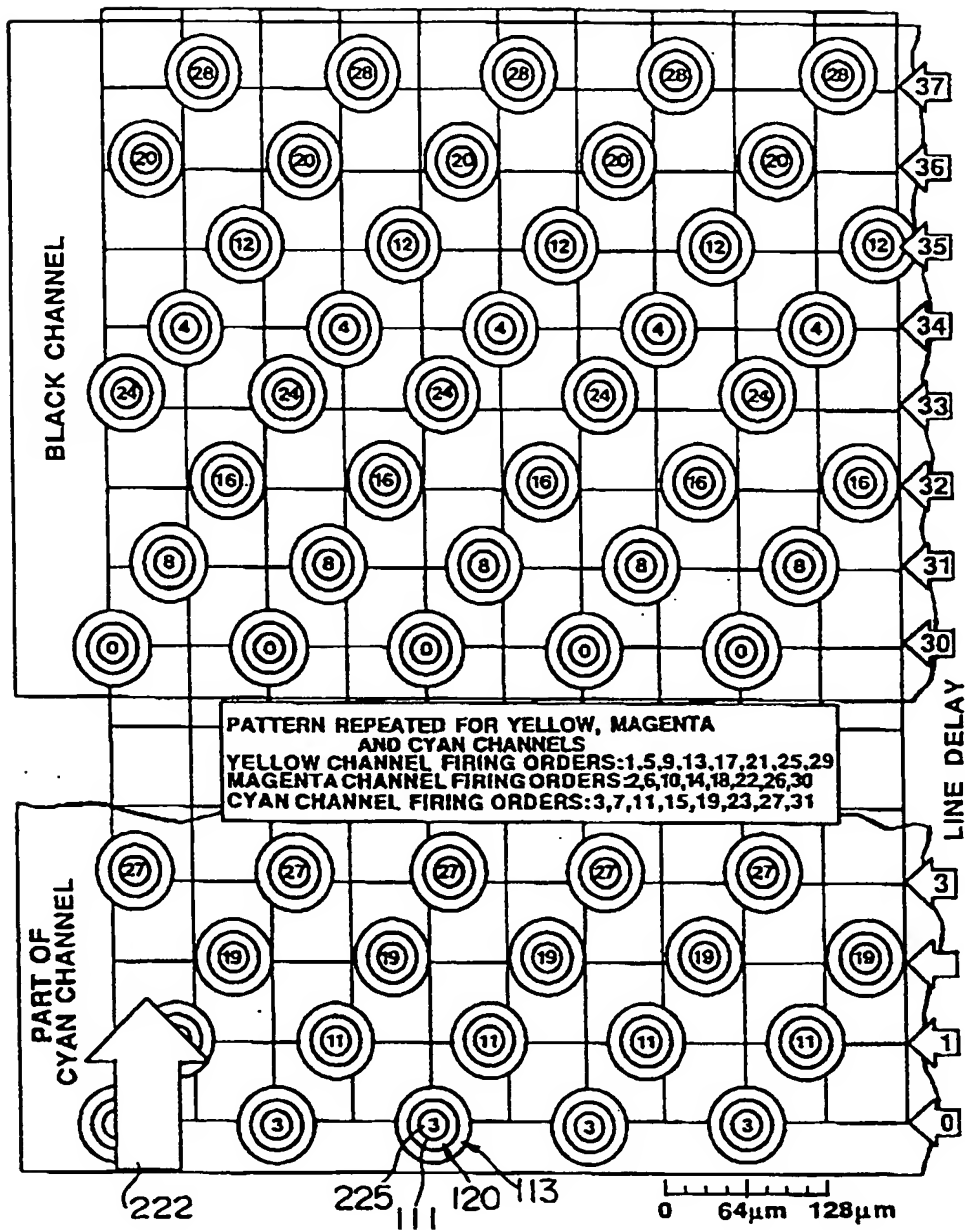 28 28 28 28 28 37
20 20 20 20 20 36
12 12 12 12 12 35
4 4 4 4 4 34
24 24 24 24 24 33
16 16 16 16 16 32
8 8 8 8 8 31
0 0 0 0 0 30
BLACK CHANNEL
PATTERN REPEATED FOR YELLOW, MAGENTA
AND CYAN CHANNELS
YELLOW CHANNEL FIRING ORDERS:1,5,9,13,17,21,25,29
MAGENTA CHANNEL FIRING ORDERS:2,6,10,14,18,22,26,30
CYAN CHANNEL FIRING ORDERS:3,7,11,15,19,23,27,31
LINE DELAY
27 27 27 27 27 3
19 19 19 19 19
11 11 11 11 1
3 3 3 3 0
PART OF
CYAN CHANNEL
222 225 111 120 113
0 64µm 128µm